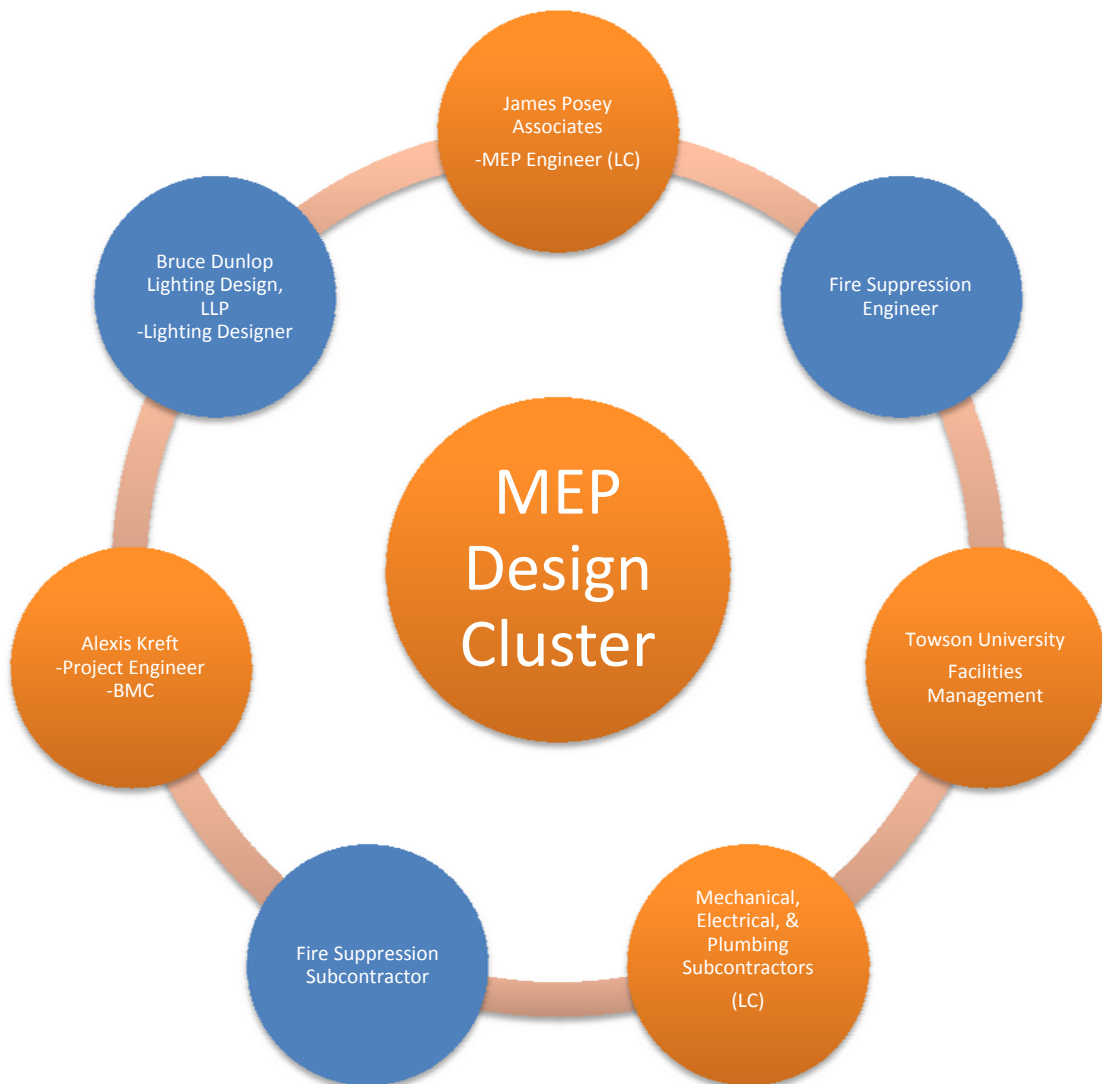 James Posey
Associates
-MEP Engineer (LC)
Bruce Dunlop
Lighting Design,
LLP
-Lighting Designer
Fire Suppression
Engineer
MEP
Design
Cluster
Alexis Kreft
-Project Engineer
-BMC
Towson University
Facilities
Management
Fire Suppression
Subcontractor
Mechanical,
Electrical, &
Plumbing
Subcontractors
(LC)